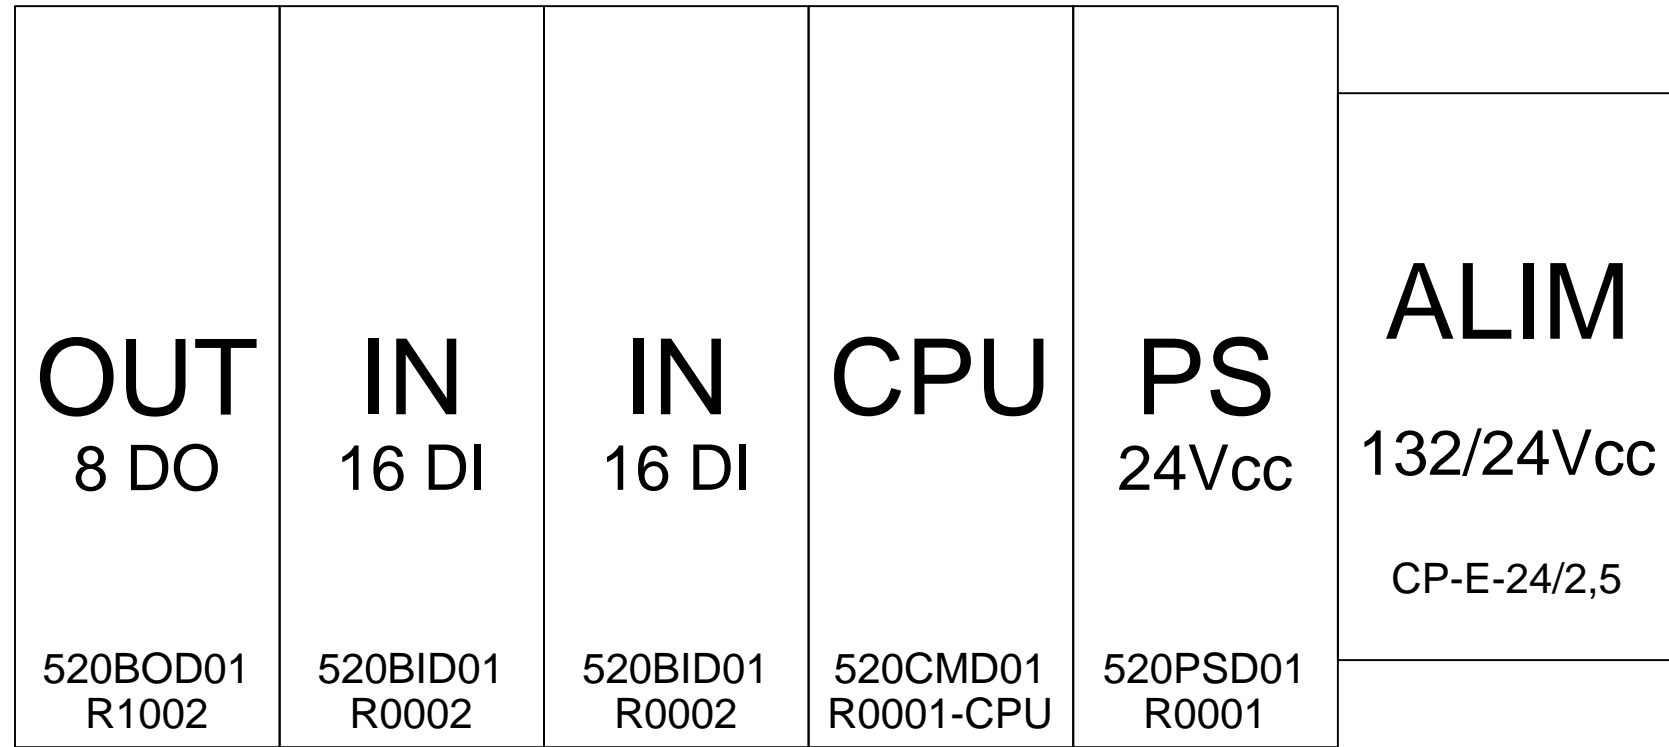 OUT
8 DO
520BOD01
R1002
IN
16 DI
520BID01
R0002
IN
16 DI
520BID01
R0002
CPU
520CMD01
R0001-CPU
PS
24Vcc
520PSD01
R0001
ALIM
132/24Vcc
CP-E-24/2,5